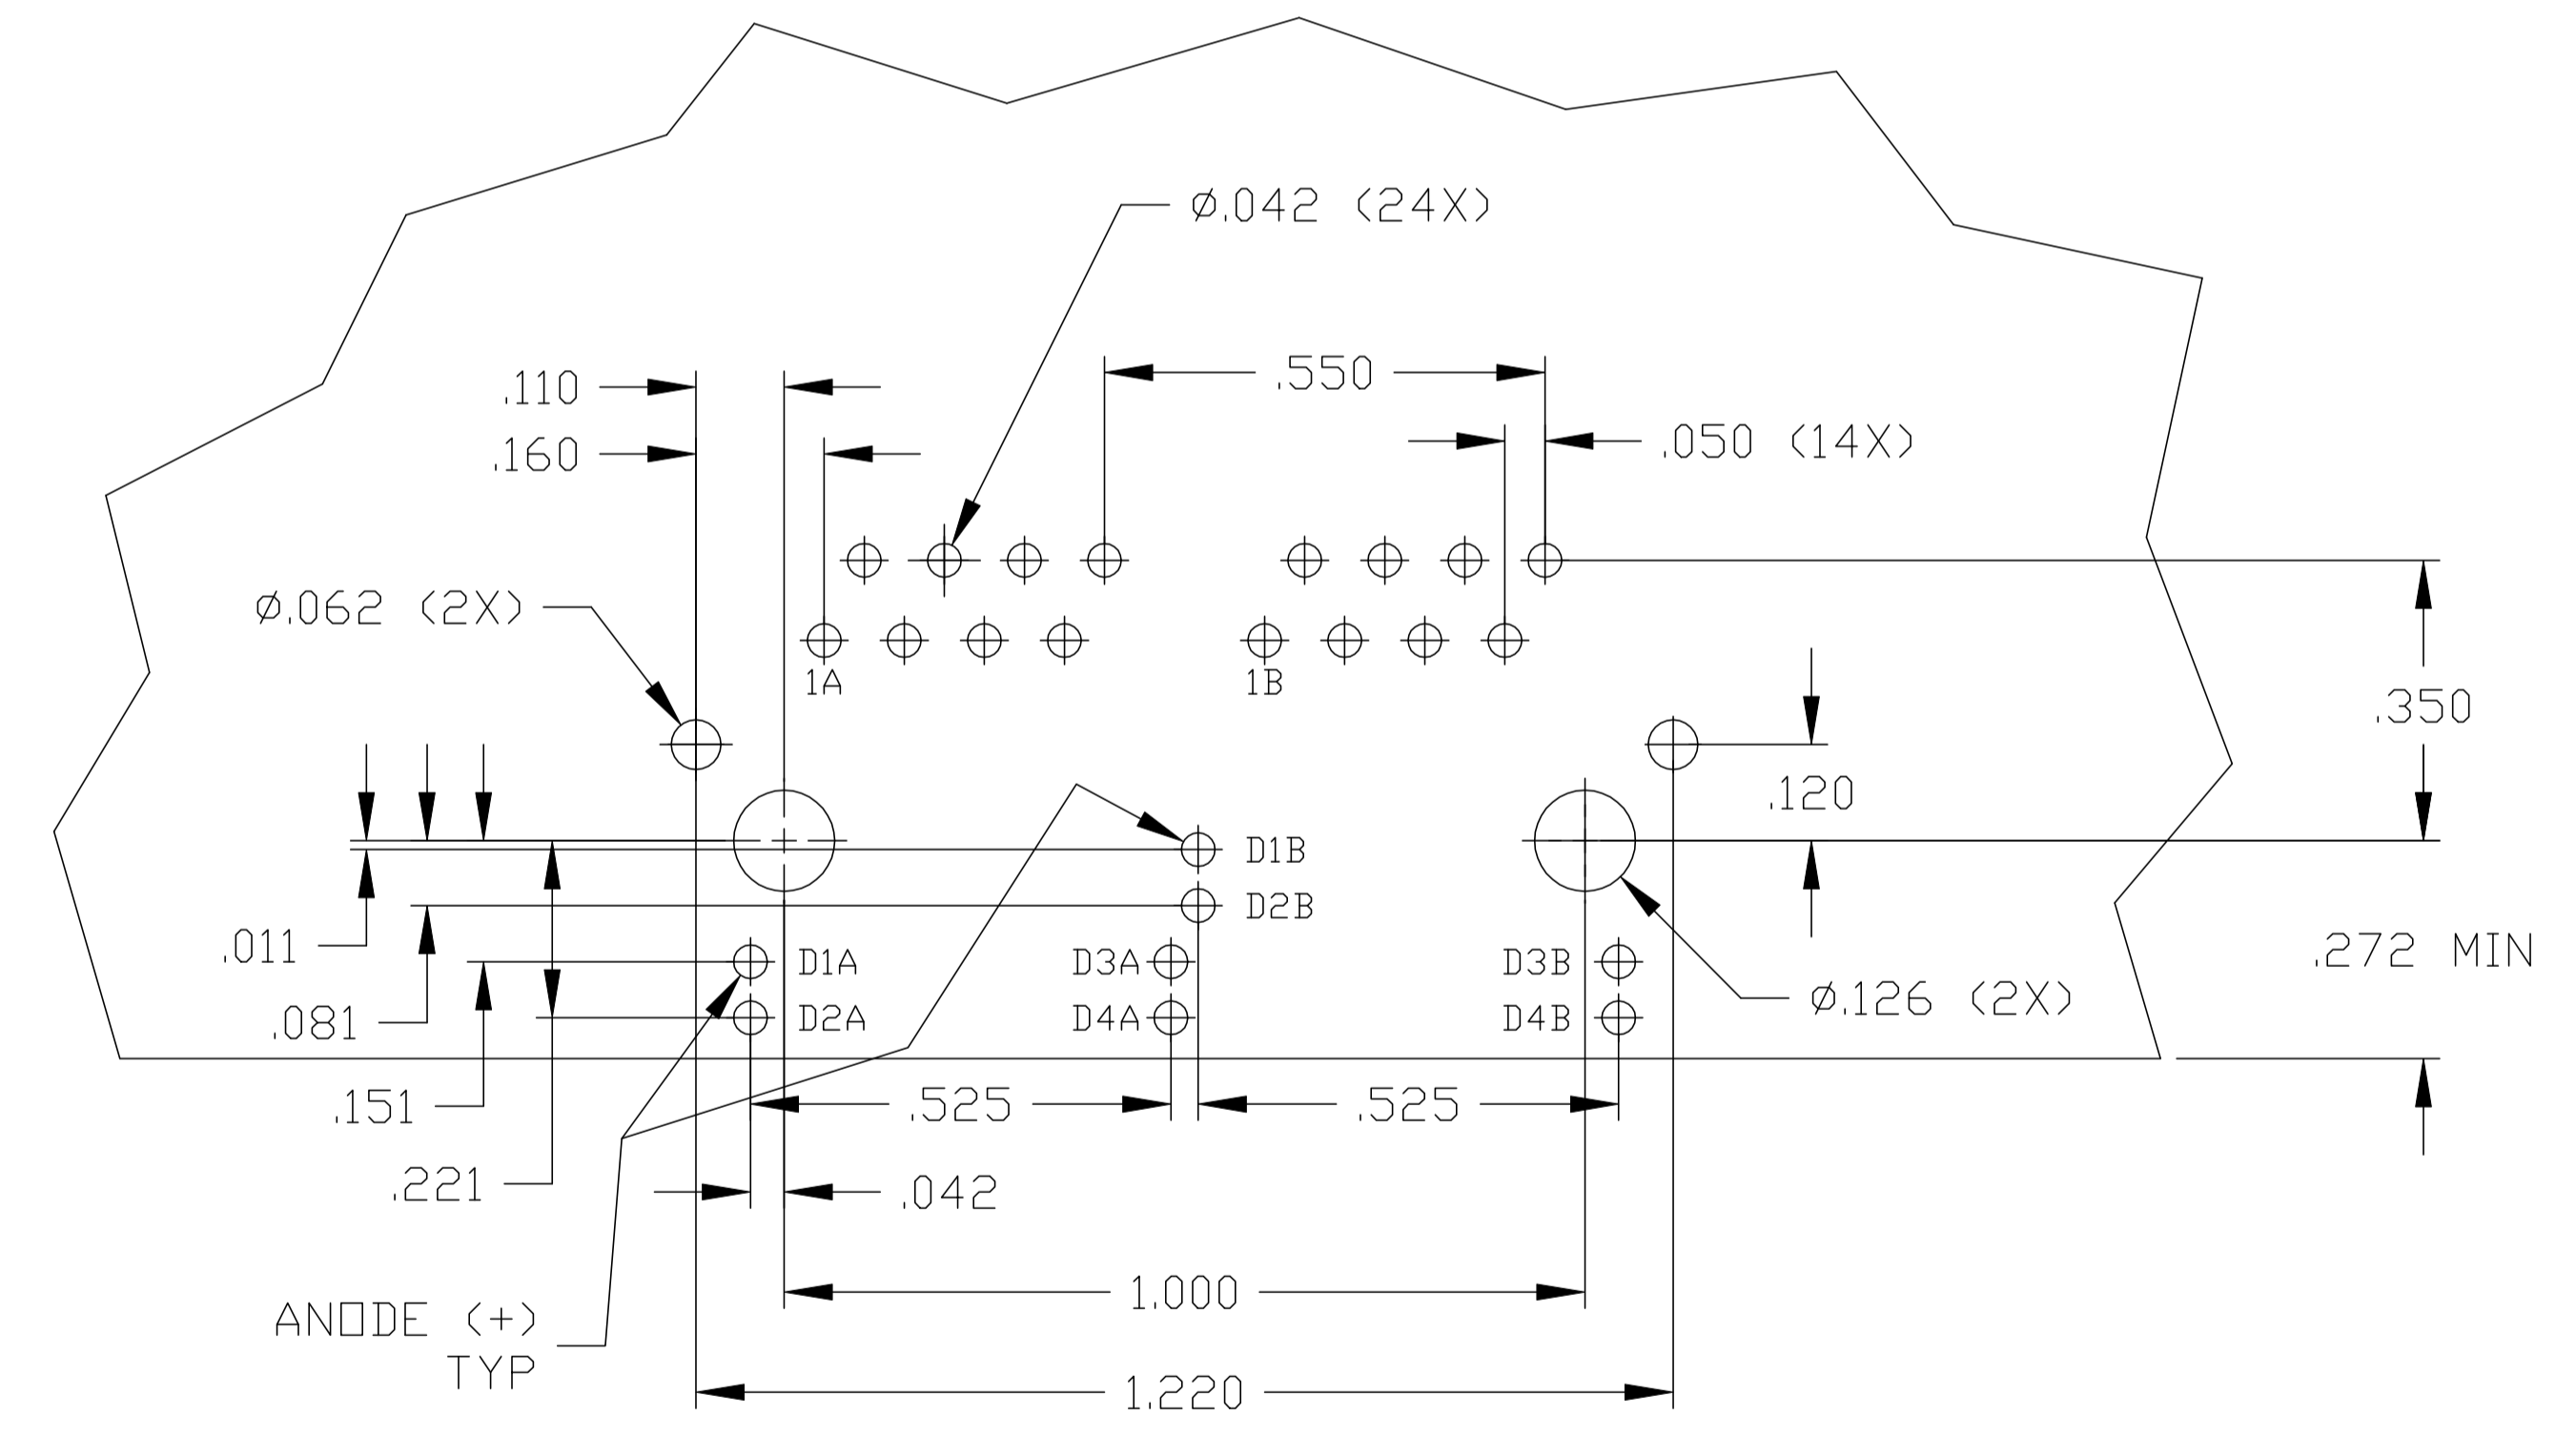 Ø.042 (24X)
.110
.550
.160
.050 (14X)
Ø.062 (2X)
1A
1B
.350
.120
D1B
D2B
.011
D1A
D3A
D3B
.272 MIN
Ø.126 (2X)
.081
D2A
D4A
D4B
.151
.525
.525
.221
.042
1.000
ANODE (+)
TYP
1.220